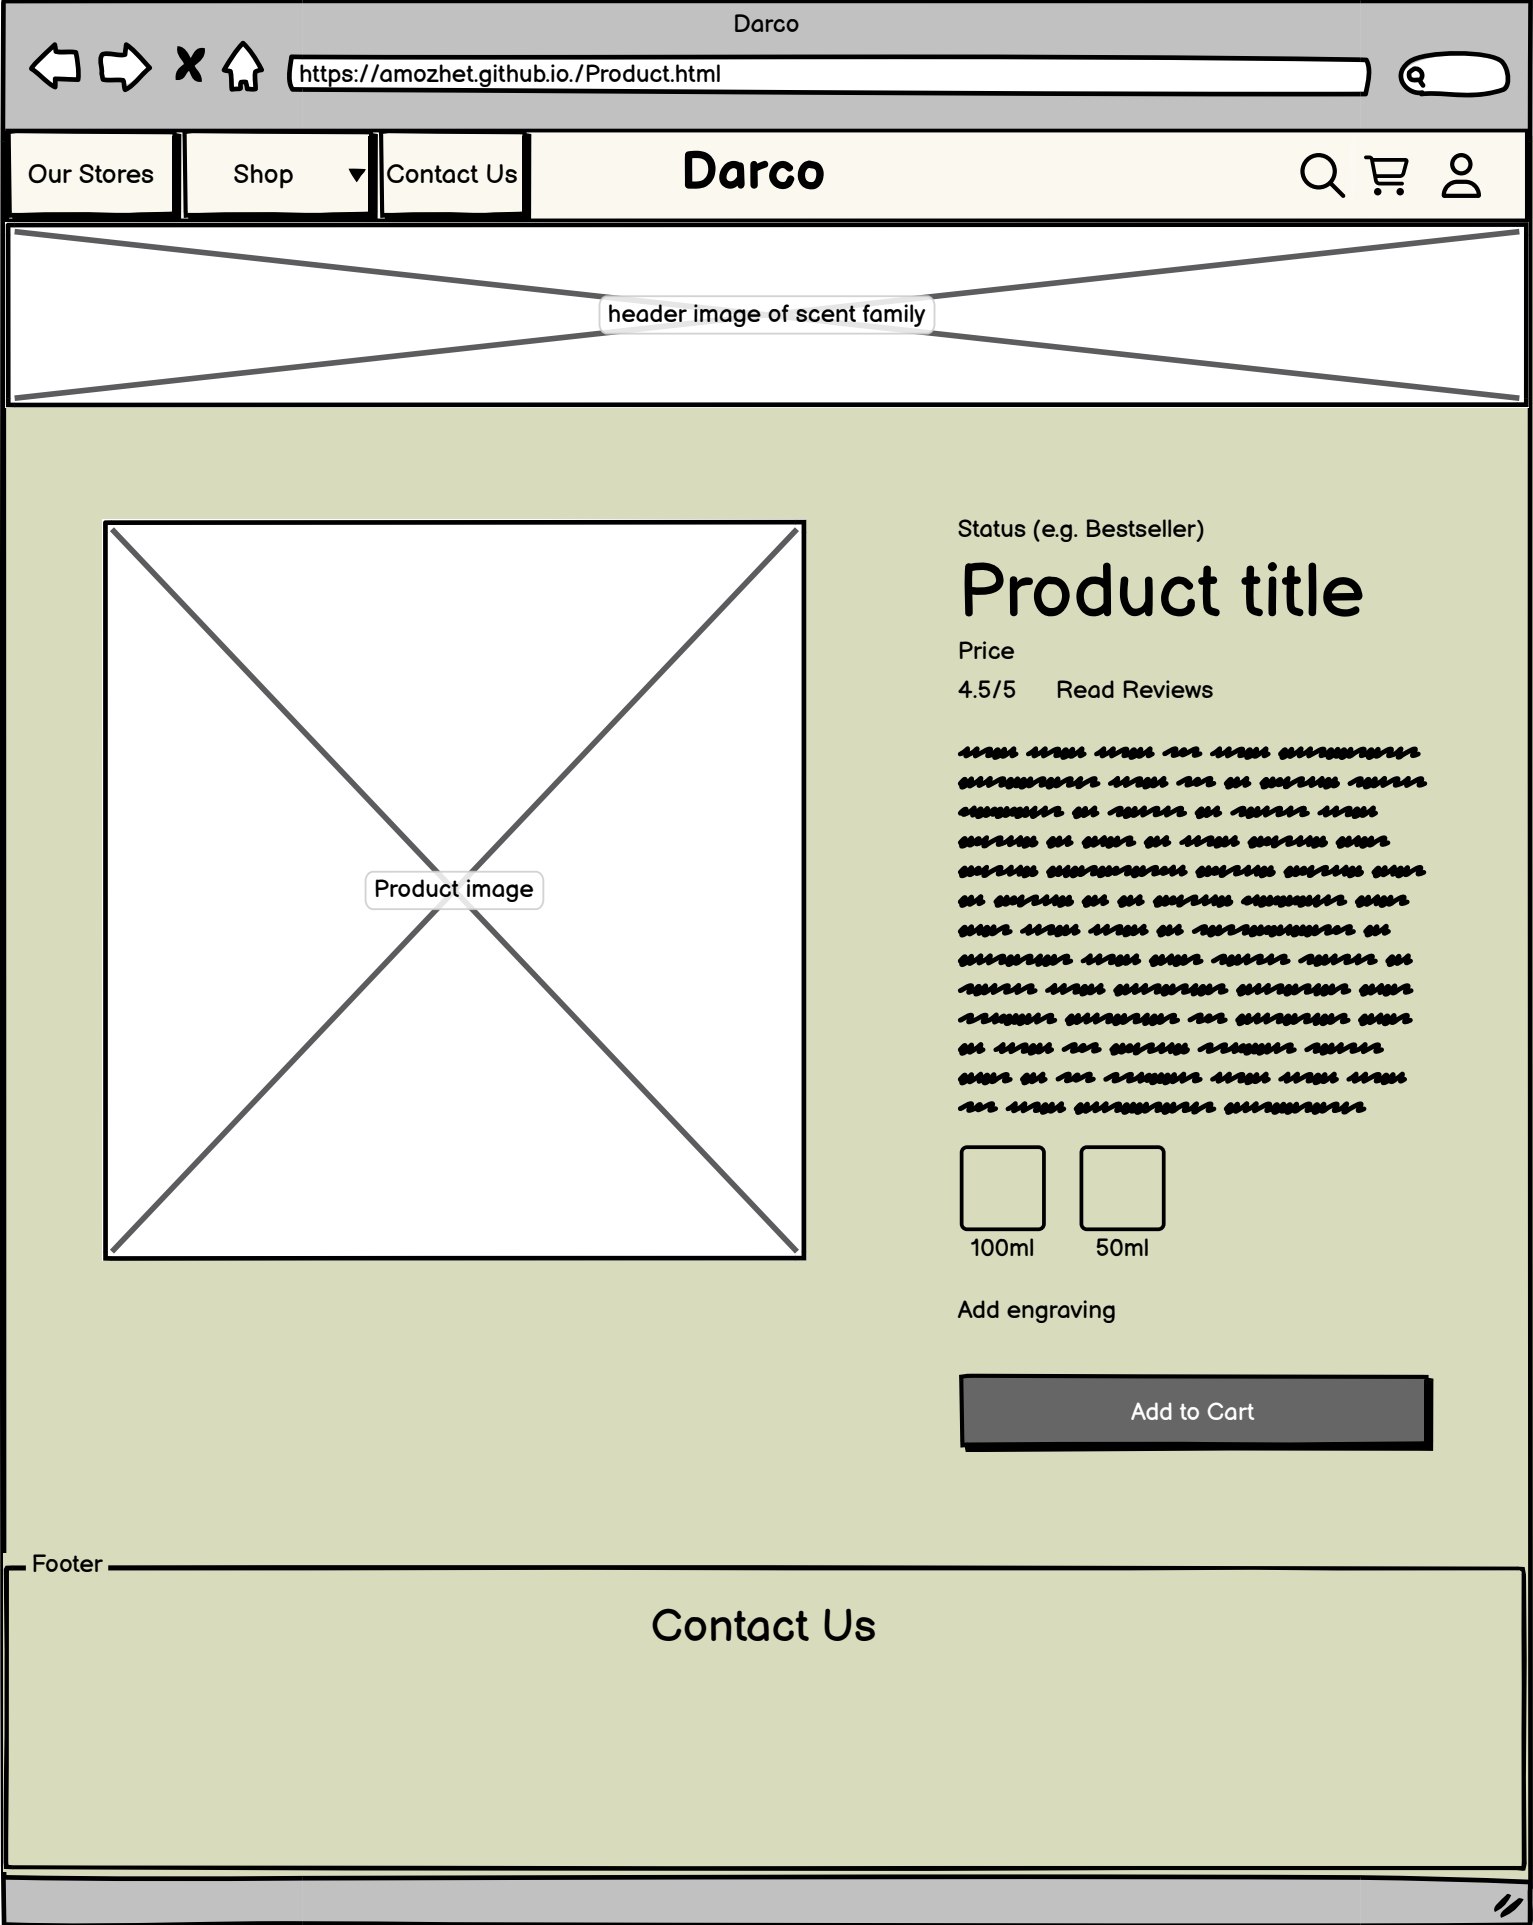 Darco
https://amozhet.github.io./Product.html
Our Stores
Shop
Contact Us
Darco
header image of scent family
Status (e.g. Bestseller)
Product title
Price
4.5/5 Read Reviews
Product image
100ml 50ml
Add engraving
Add to Cart
Footer
Contact Us